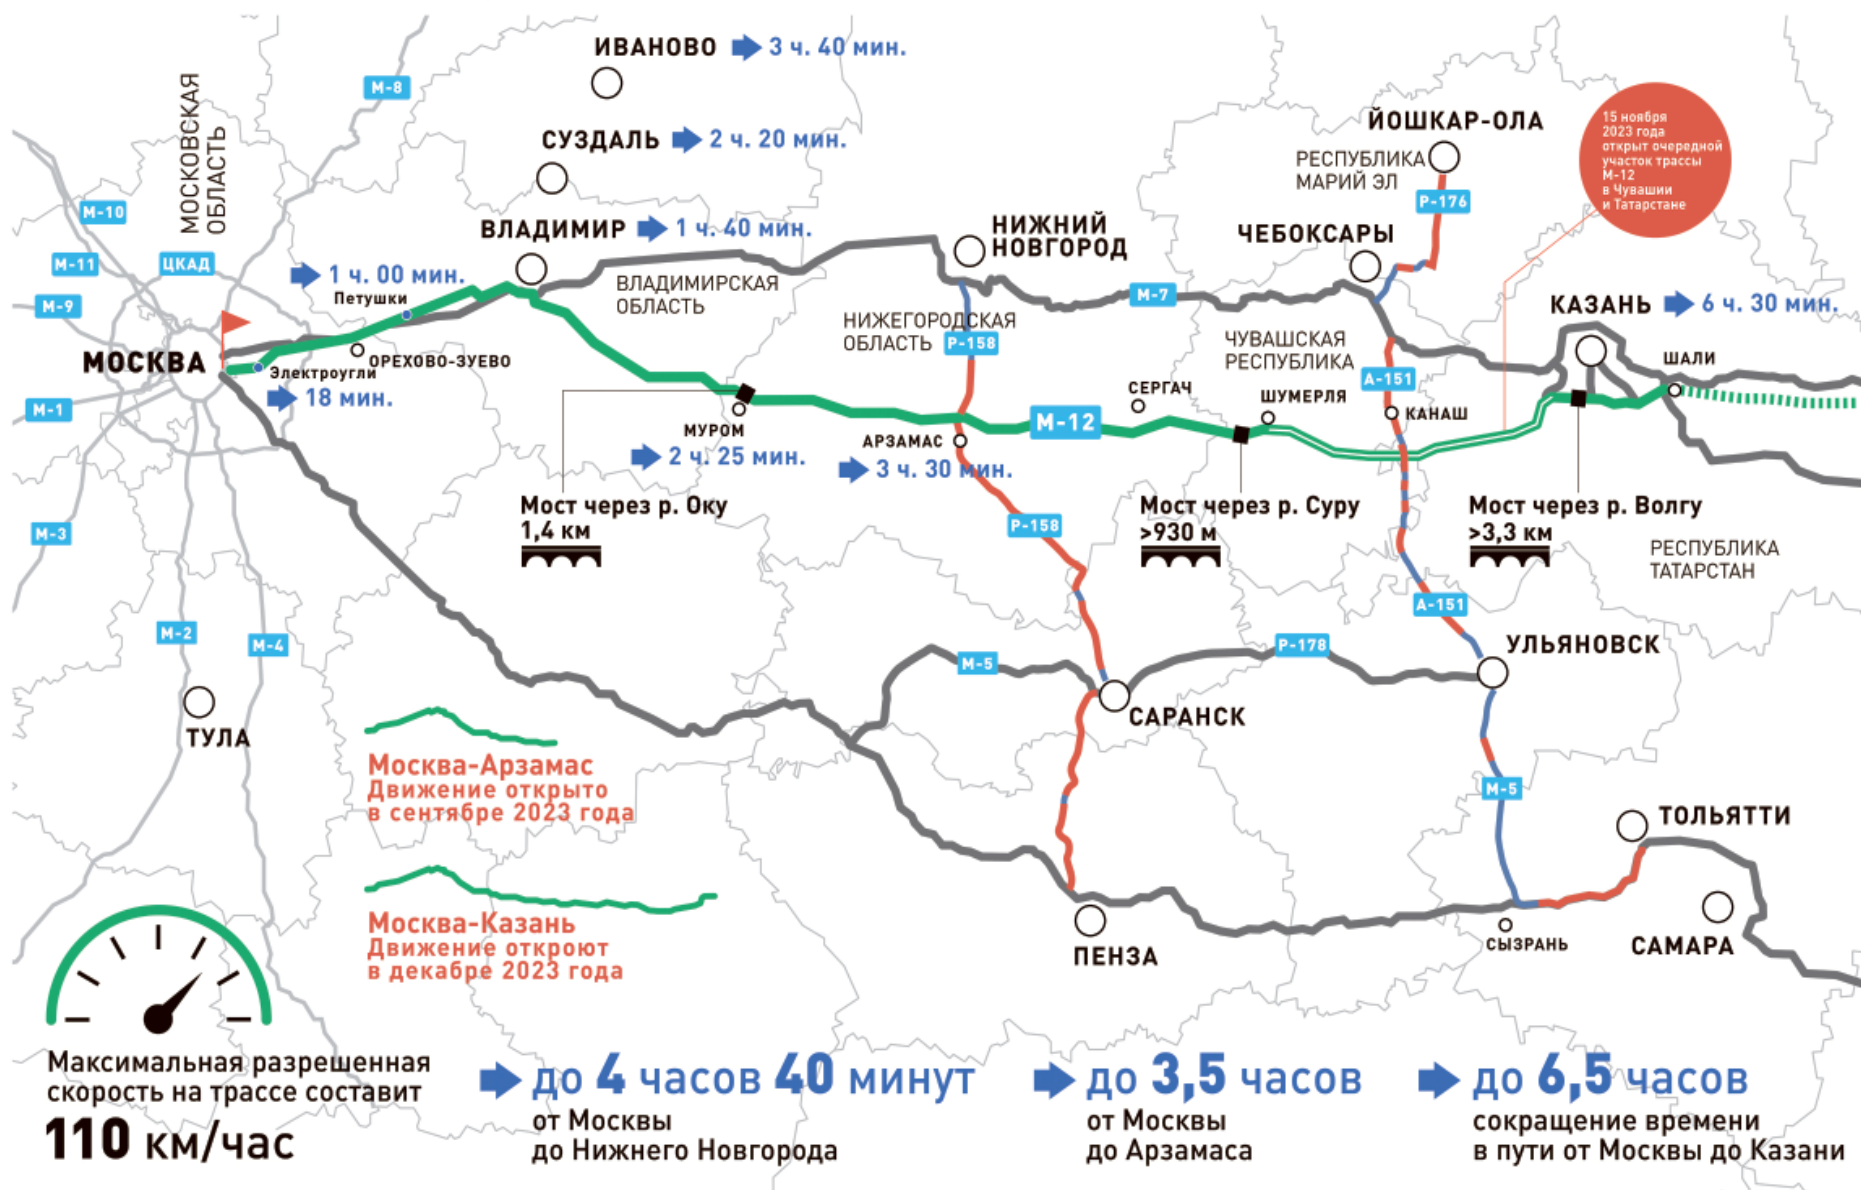 ИВАНОВО 3 ч. 40 мин.
М-8
МОСКОВСКАЯ
ОБЛАСТЬ
СУЗДАЛЬ 2 ч. 20 мин.
ЙОШКАР-ОЛА
15 ноября
2023 года
открыт очередной
участок трассы
М-12
в Чувашии
и Татарстане
РЕСПУБЛИКА
МАРИЙ ЭЛ
Р-176
М-10
ВЛАДИМИР 1 ч. 40 мин.
НИЖНИЙ
НОВГОРОД
ЧЕБОКСАРЫ
М-11
ЦКАД
1 ч. 00 мин.
Петушки
ВЛАДИМИРСКАЯ
ОБЛАСТЬ
М-7
М-9
КАЗАНЬ 6 ч. 30 мин.
НИЖЕГОРОДСКАЯ
ОБЛАСТЬ
Р-158
ЧУВАШСКАЯ
РЕСПУБЛИКА
МОСКВА
ОРЕХОВО-ЗУЕВО
Электроугли
18 мин.
ШАЛИ
А-151
СЕРГАЧ
ШУМЕРЛЯ
КАНАШ
М-1
МУРОМ
2 ч. 25 мин.
М-12
АРЗАМАС
3 ч. 30 мин.
Мост через р. Оку
1,4 км
Мост через р. Суру
>930 м
Мост через р. Волгу
>3,3 км
М-3
Р-158
РЕСПУБЛИКА
ТАТАРСТАН
А-151
М-2
М-4
М-5
Р-178
УЛЬЯНОВСК
САРАНСК
ТУЛА
Москва-Арзамас
Движение открыто
в сентябре 2023 года
М-5
ТОЛЬЯТТИ
Москва-Казань
Движение откроют
в декабре 2023 года
ПЕНЗА
СЫЗРАНЬ
САМАРА
Максимальная разрешенная
скорость на трассе составит
110 км/час
до 4 часов 40 минут
от Москвы
до Нижнего Новгорода
до 3,5 часов
от Москвы
до Арзамаса
до 6,5 часов
сокращение времени
в пути от Москвы до Казани